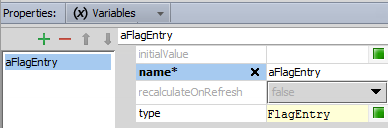 Properties: (x) Variables
aFlagEntry
aFlagEntry
initialValue
name* aFlagEntry
recalculateOnRefresh false
type FlagEntry